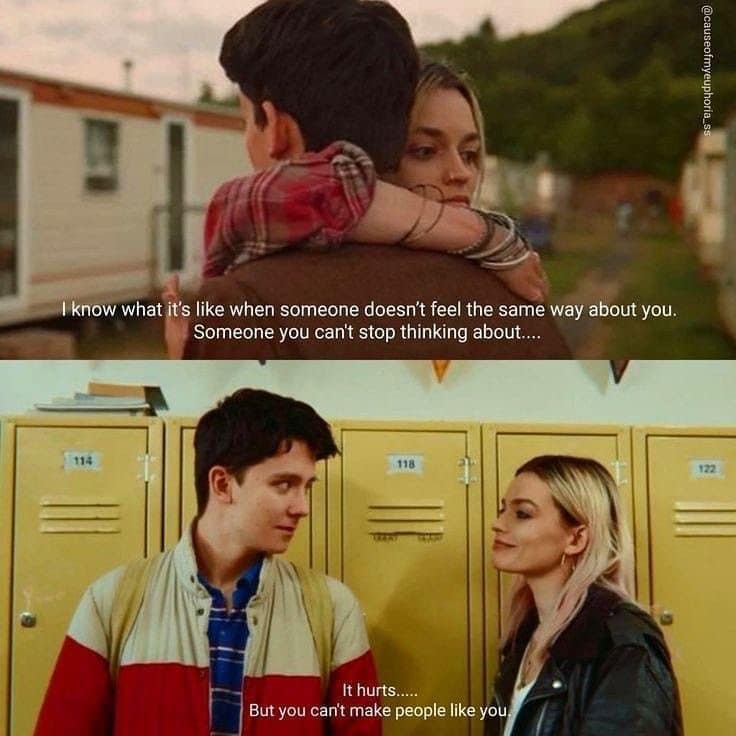 @causeofmyeuphoria_ss
I know what it's like when someone doesn't feel the same way about you.
Someone you can't stop thinking about....
114
118
122
It hurts.....
But you can't make people like you.